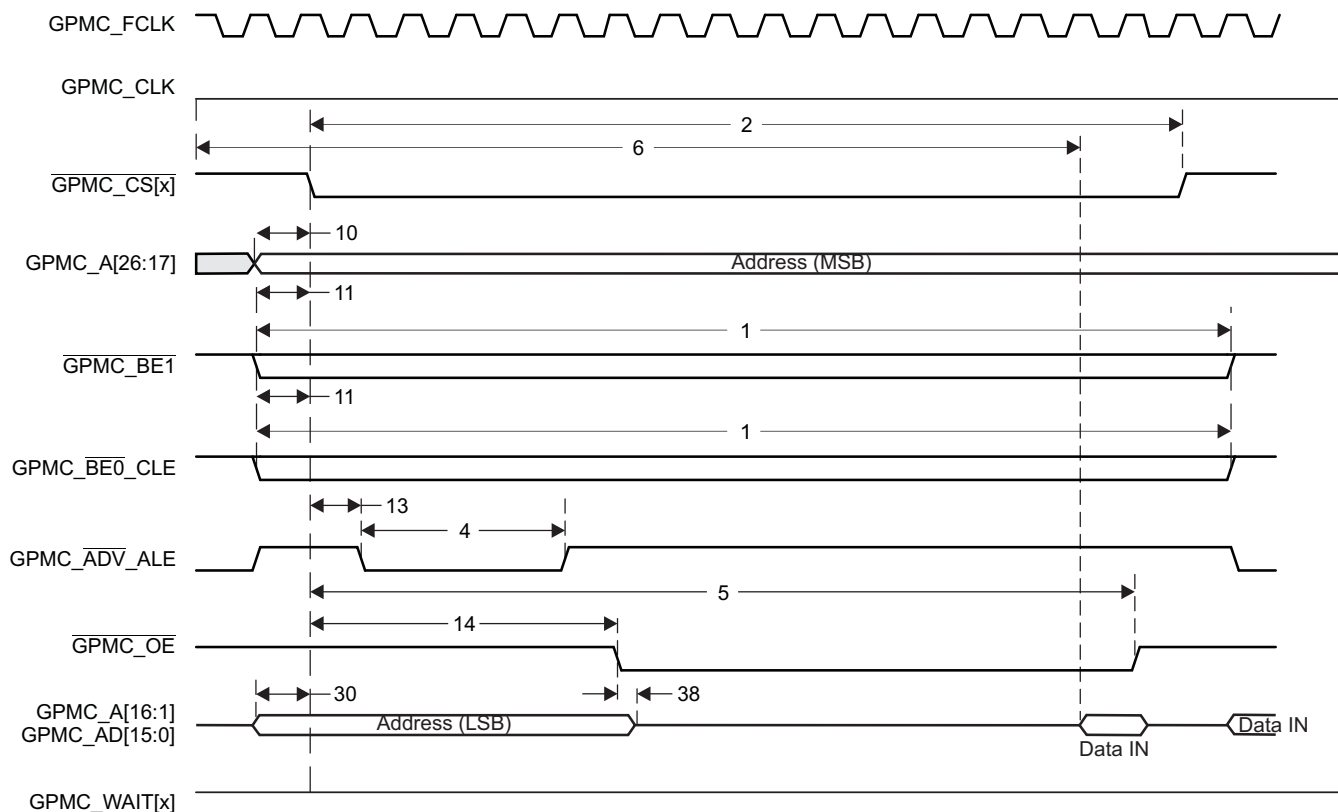 GPMC_FCLK
GPMC_CLK
2
6
GPMC_CS[x]
10
GPMC_A[26:17]
Address (MSB)
11
1
GPMC_BE1
11
1
GPMC_BE0_CLE
13
4
GPMC_ADV_ALE
5
14
GPMC_OE
30
38
GPMC_A[16:1]
GPMC_AD[15:0]
Address (LSB)
Data IN
Data IN
GPMC_WAIT[x]